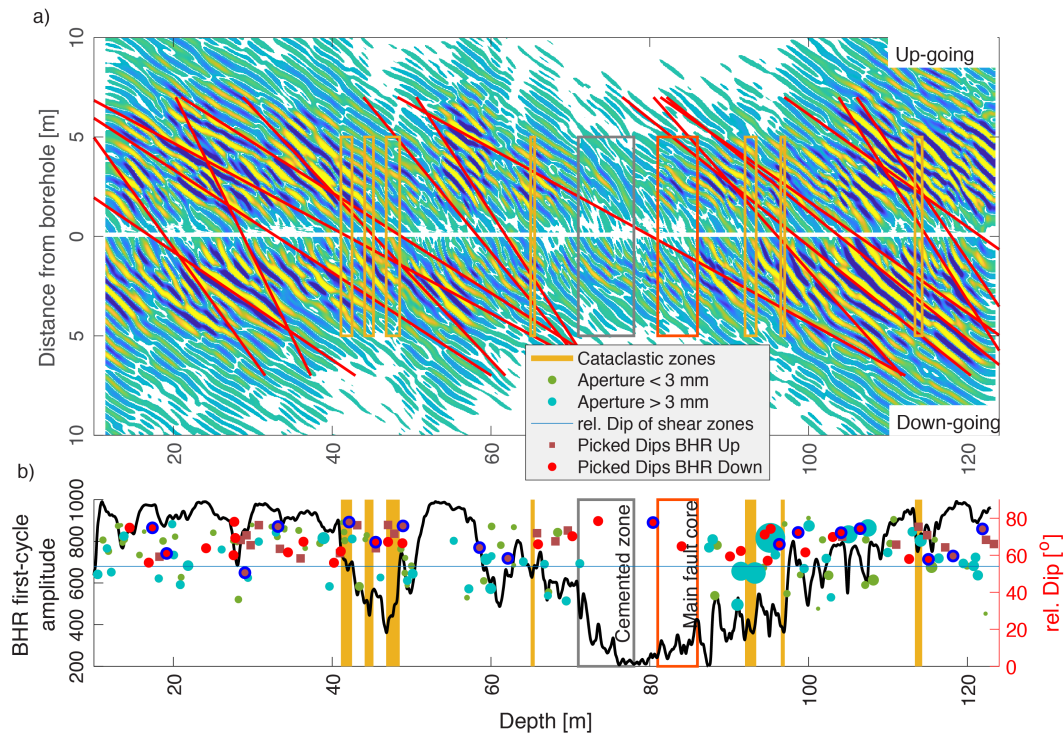 a)
Distance from borehole [m]
10
5
0
5
10
Up-going
Down-going
20
40
60
100
120
Cataclastic zones
Aperture < 3 mm
Aperture > 3 mm
rel. Dip of shear zones
Picked Dips BHR Up
Picked Dips BHR Down
b)
BHR first-cycle
amplitude
1000
800
600
400
200
Cemented zone
Main fault core
80
60
40
20
0
rel. Dip [º]
20
40
60
80
100
120
Depth [m]